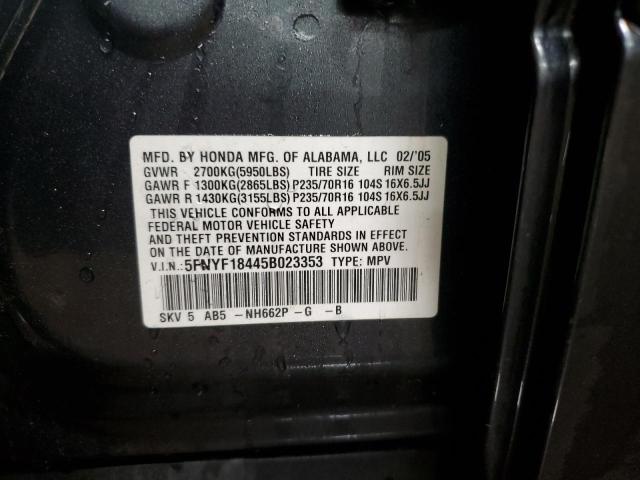 MFD. BY HONDA MFG. OF ALABAMA, LLC 02/'05
GVWR 2700KG(5950LBS) TIRE SIZE RIM SIZE
GAWR F 1300KG(2865LBS) P235/70R16 104S 16X6.5JJ
GAWR R 1430KG(3155LBS) P235/70R16 104S 16X6.5JJ
THIS VEHICLE CONFORMS TO ALL APPLICABLE
FEDERAL MOTOR VEHICLE SAFETY
AND THEFT PREVENTION STANDARDS IN EFFECT
ON THE DATE OF MANUFACTURE SHOWN ABOVE.
V.I.N.: 5FNYF18445B023353 TYPE: MPV
SKV 5 AB5 -NH662P -G -B